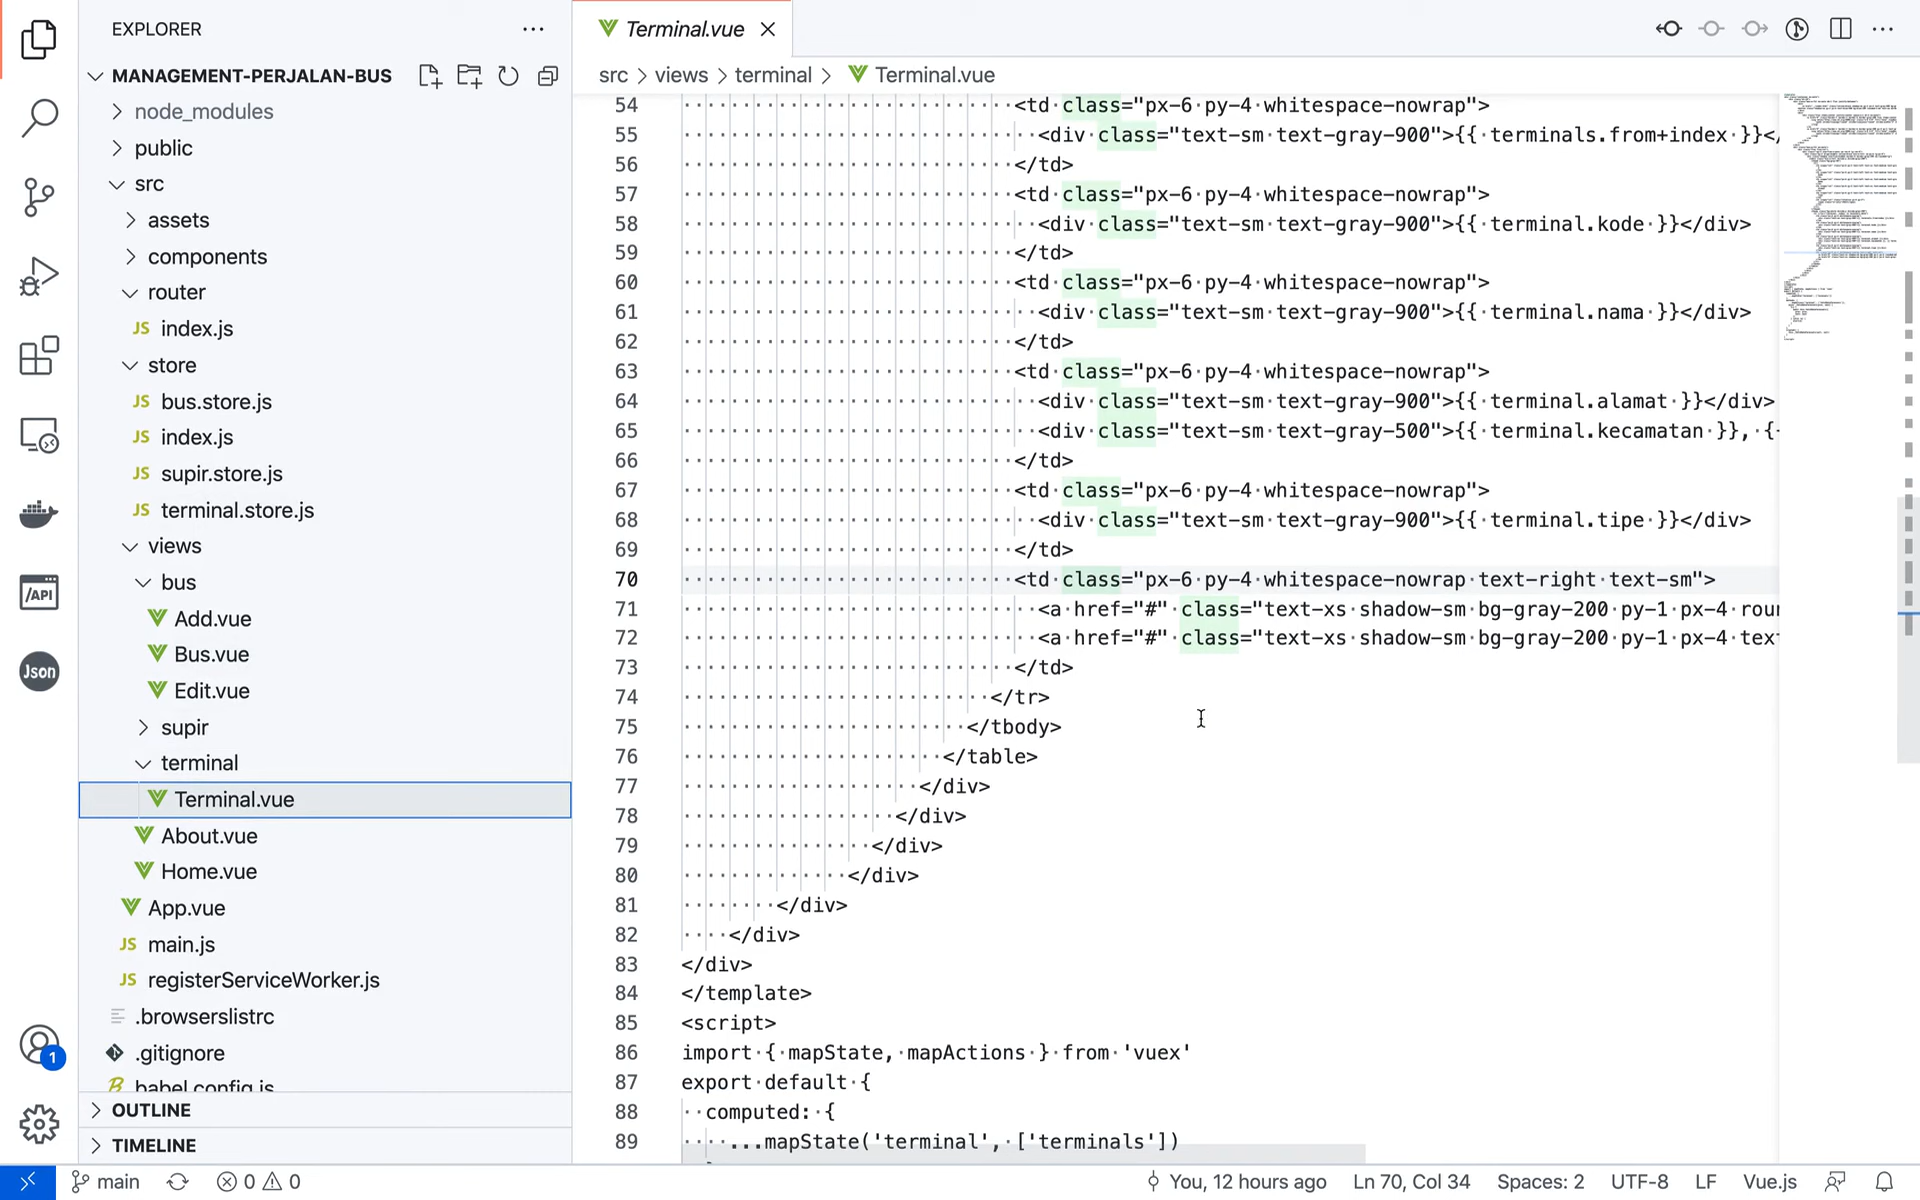 EXPLORER
MANAGEMENT-PERJALAN-BUS
node_modules
public
src
assets
components
router
JS index.js
store
JS bus.store.js
JS index.js
JS supir.store.js
JS terminal.store.js
views
bus
Add.vue
Bus.vue
Edit.vue
supir
terminal
Terminal.vue
About.vue
Home.vue
App.vue
JS main.js
JS registerServiceWorker.js
.browserslistrc
.gitignore
babel.config.js
OUTLINE
TIMELINE
/API
Json
1
Terminal.vue
src > views > terminal > Terminal.vue
54 <td class="px-6 py-4 whitespace-nowrap">
55 <div class="text-sm text-gray-900">{{ terminals.from+index }}</
56 </td>
57 <td class="px-6 py-4 whitespace-nowrap">
58 <div class="text-sm text-gray-900">{{ terminal.kode }}</div>
59 </td>
60 <td class="px-6 py-4 whitespace-nowrap">
61 <div class="text-sm text-gray-900">{{ terminal.nama }}</div>
62 </td>
63 <td class="px-6 py-4 whitespace-nowrap">
64 <div class="text-sm text-gray-900">{{ terminal.alamat }}</div>
65 <div class="text-sm text-gray-500">{{ terminal.kecamatan }}, {
66 </td>
67 <td class="px-6 py-4 whitespace-nowrap">
68 <div class="text-sm text-gray-900">{{ terminal.tipe }}</div>
69 </td>
70 <td class="px-6 py-4 whitespace-nowrap text-right text-sm">
71 <a href="#" class="text-xs shadow-sm bg-gray-200 py-1 px-4 rou
72 <a href="#" class="text-xs shadow-sm bg-gray-200 py-1 px-4 tex
73 </td>
74 </tr>
75 </tbody>
76 </table>
77 </div>
78 </div>
79 </div>
80 </div>
81 </div>
82 </div>
83 </div>
84 </template>
85 <script>
86 import { mapState, mapActions } from 'vuex'
87 export default {
88 computed: {
89 ...mapState('terminal', ['terminals'])
main
0 0
You, 12 hours ago
Ln 70, Col 34
Spaces: 2
UTF-8
LF
Vue.js